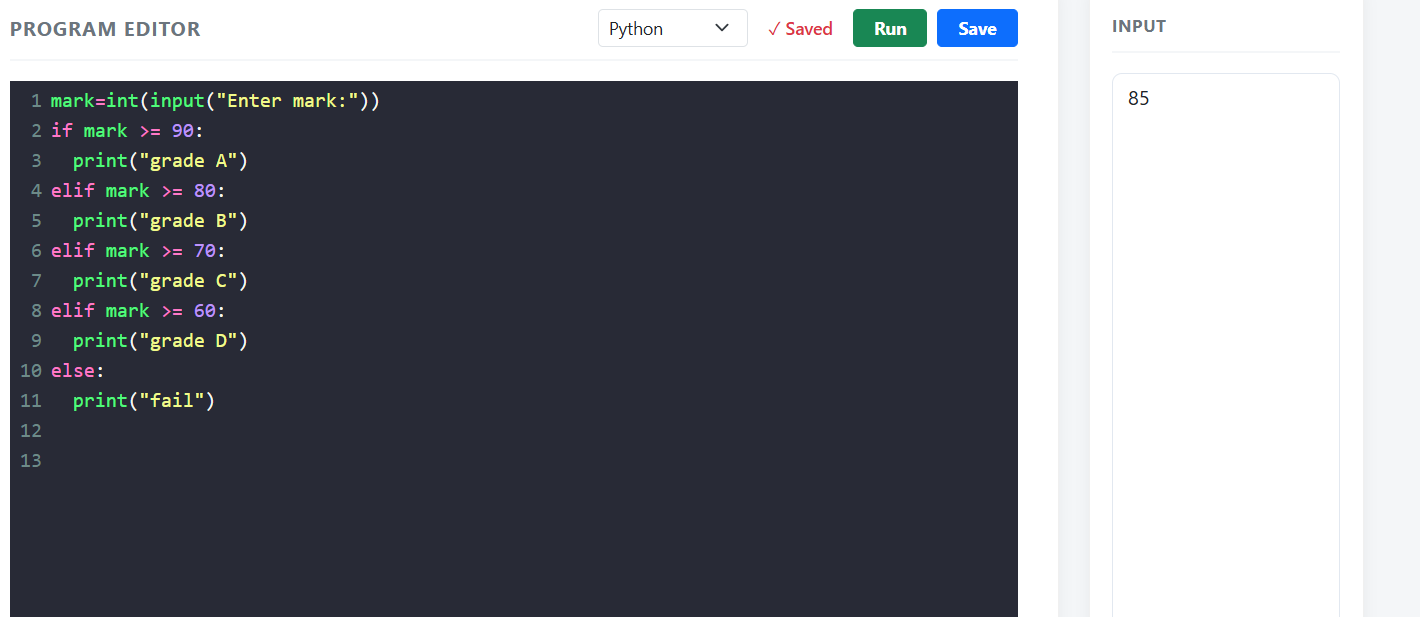 PROGRAM EDITOR
Python
✓ Saved
Run
Save
1 mark=int(input("Enter mark:"))
2 if mark >= 90:
3   print("grade A")
4 elif mark >= 80:
5   print("grade B")
6 elif mark >= 70:
7   print("grade C")
8 elif mark >= 60:
9   print("grade D")
10 else:
11   print("fail")
12
13
INPUT
85